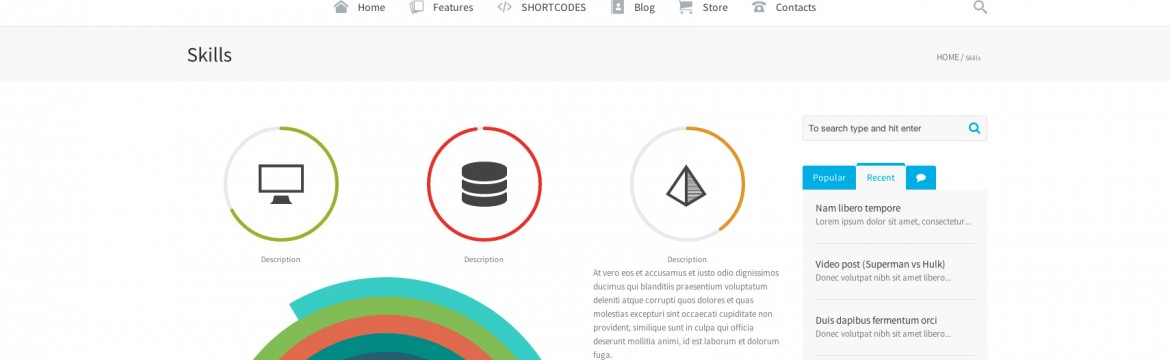 Home Features SHORTCODES Blog Store Contacts
Skills
HOME / Skills
To search type and hit enter
Popular Recent
Description Description Description
At vero eos et accusamus et iusto odio dignissimos
ducimus qui blanditiis praesentium voluptatum
deleniti atque corrupti quos dolores et quas
molestias excepturi sint occaecati cupiditate non
provident, similique sunt in culpa qui officia
deserunt mollitia animi, id est laborum et dolorum
fuga.
Nam libero tempore
Lorem ipsum dolor sit amet, consectetur...
Video post (Superman vs Hulk)
Donec volutpat nibh sit amet libero...
Duis dapibus fermentum orci
Donec volutpat nibh sit amet libero...